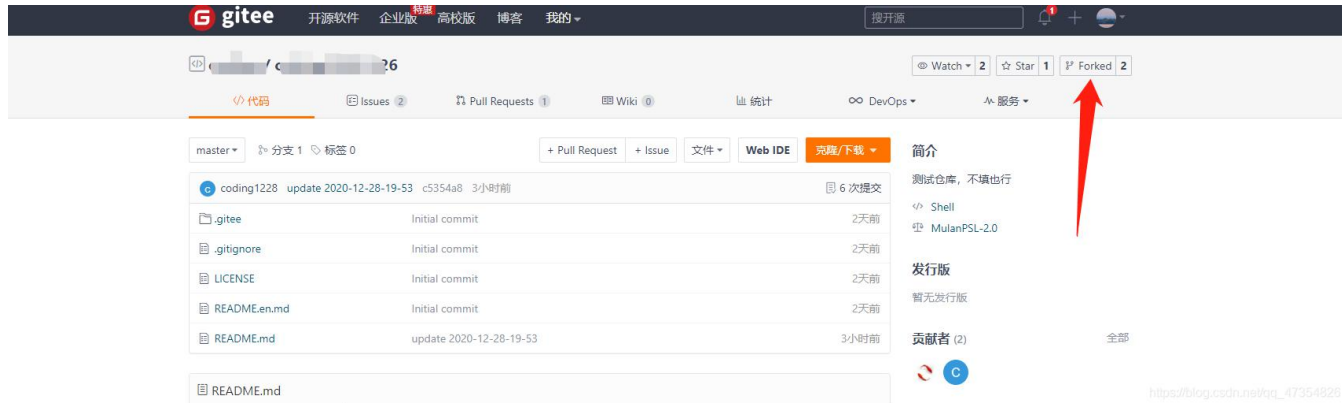 G gitee 开源软件 企业版 特惠 高校版 博客 我的 搜开源
/ 26 Watch 2 Star 1 Forked 2
代码 Issues 2 Pull Requests 1 Wiki 0 统计 DevOps 服务
master 分支 1 标签 0 + Pull Request + Issue 文件 Web IDE 克隆/下载 简介
测试仓库，不填也行
C coding1228 update 2020-12-28-19-53 c5354a8 3小时前 6 次提交
Shell
.gitee Initial commit 2天前
MulanPSL-2.0
.gitignore Initial commit 2天前
发行版
LICENSE Initial commit 2天前
暂无发行版
README.en.md Initial commit 2天前
README.md update 2020-12-28-19-53 3小时前
贡献者 (2) 全部
C
README.md
https://blog.csdn.net/qq_47354826